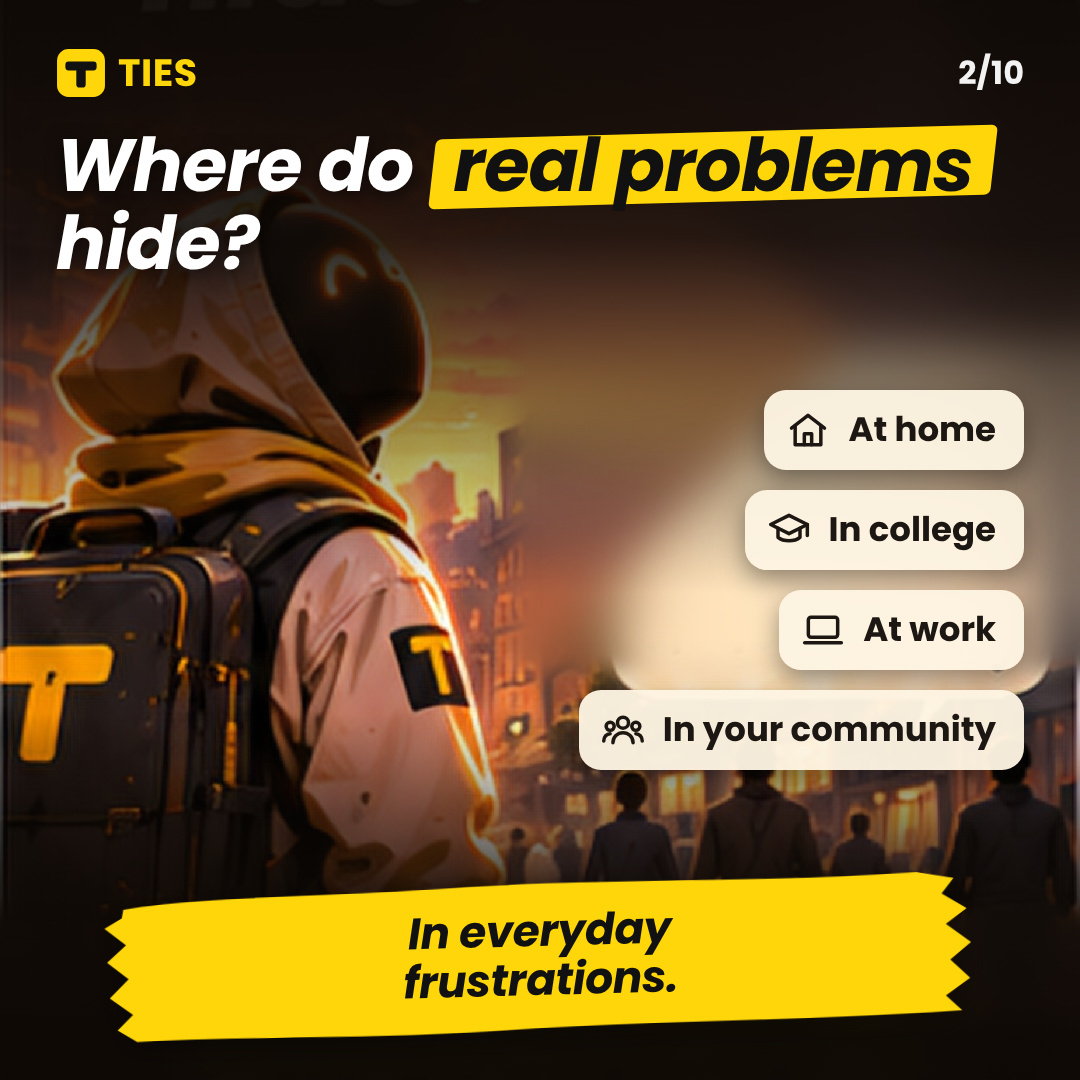 T TIES
2/10
Where do real problems
hide?
At home
In college
At work
In your community
T
T
In everyday
frustrations.